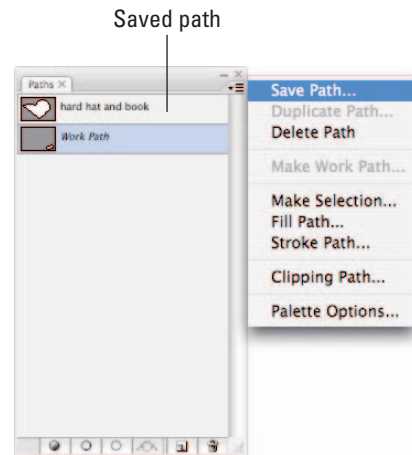 Saved path
Paths ×
hard hat and book
Work Path
Save Path...
Duplicate Path...
Delete Path
Make Work Path...
Make Selection...
Fill Path...
Stroke Path...
Clipping Path...
Palette Options...